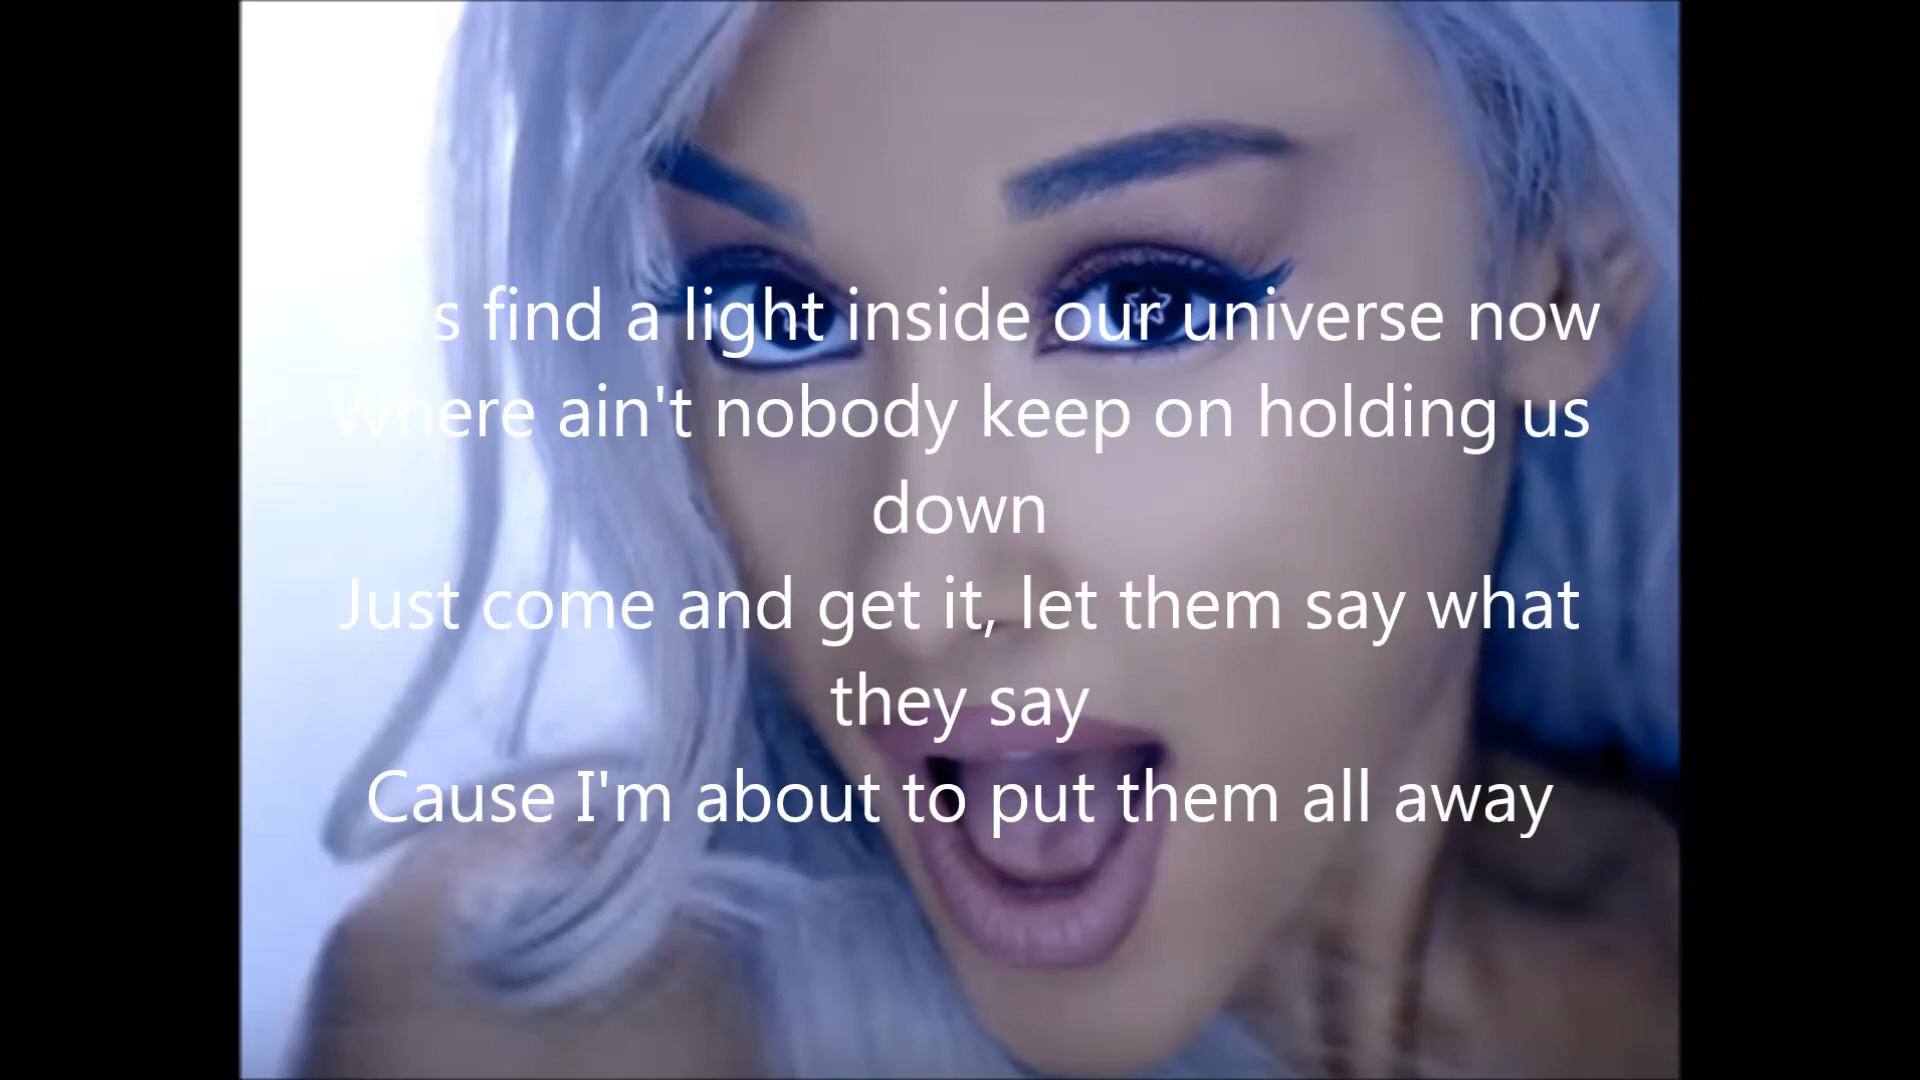 find a light inside our universe now
Where ain't nobody keep on holding us
down
Just come and get it, let them say what
they say
Cause I'm about to put them all away